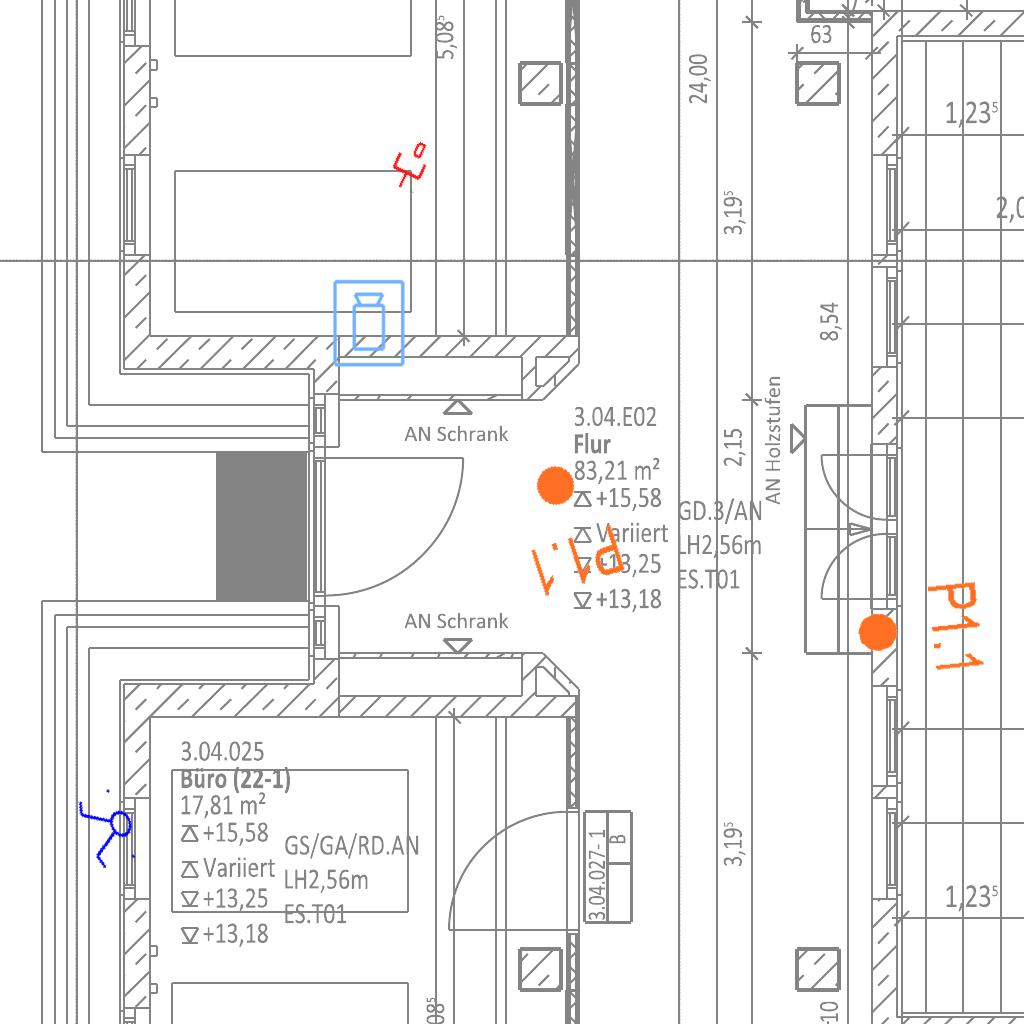 5,08⁵
63
24,00
1,23⁵
3,19⁵
8,54
AN Schrank
3.04.E02
Flur
83,21 m²
+15,58
Variiert
+13,25
+13,18
GD.3/AN
LH2,56m
ES.T01
2,15
AN Holzstufen
P1.1
P1.1
AN Schrank
3.04.025
Büro (22-1)
17,81 m²
+15,58
Variiert
+13,25
+13,18
GS/GA/RD.AN
LH2,56m
ES.T01
3.04.027- 1
B
3,19⁵
1,23⁵